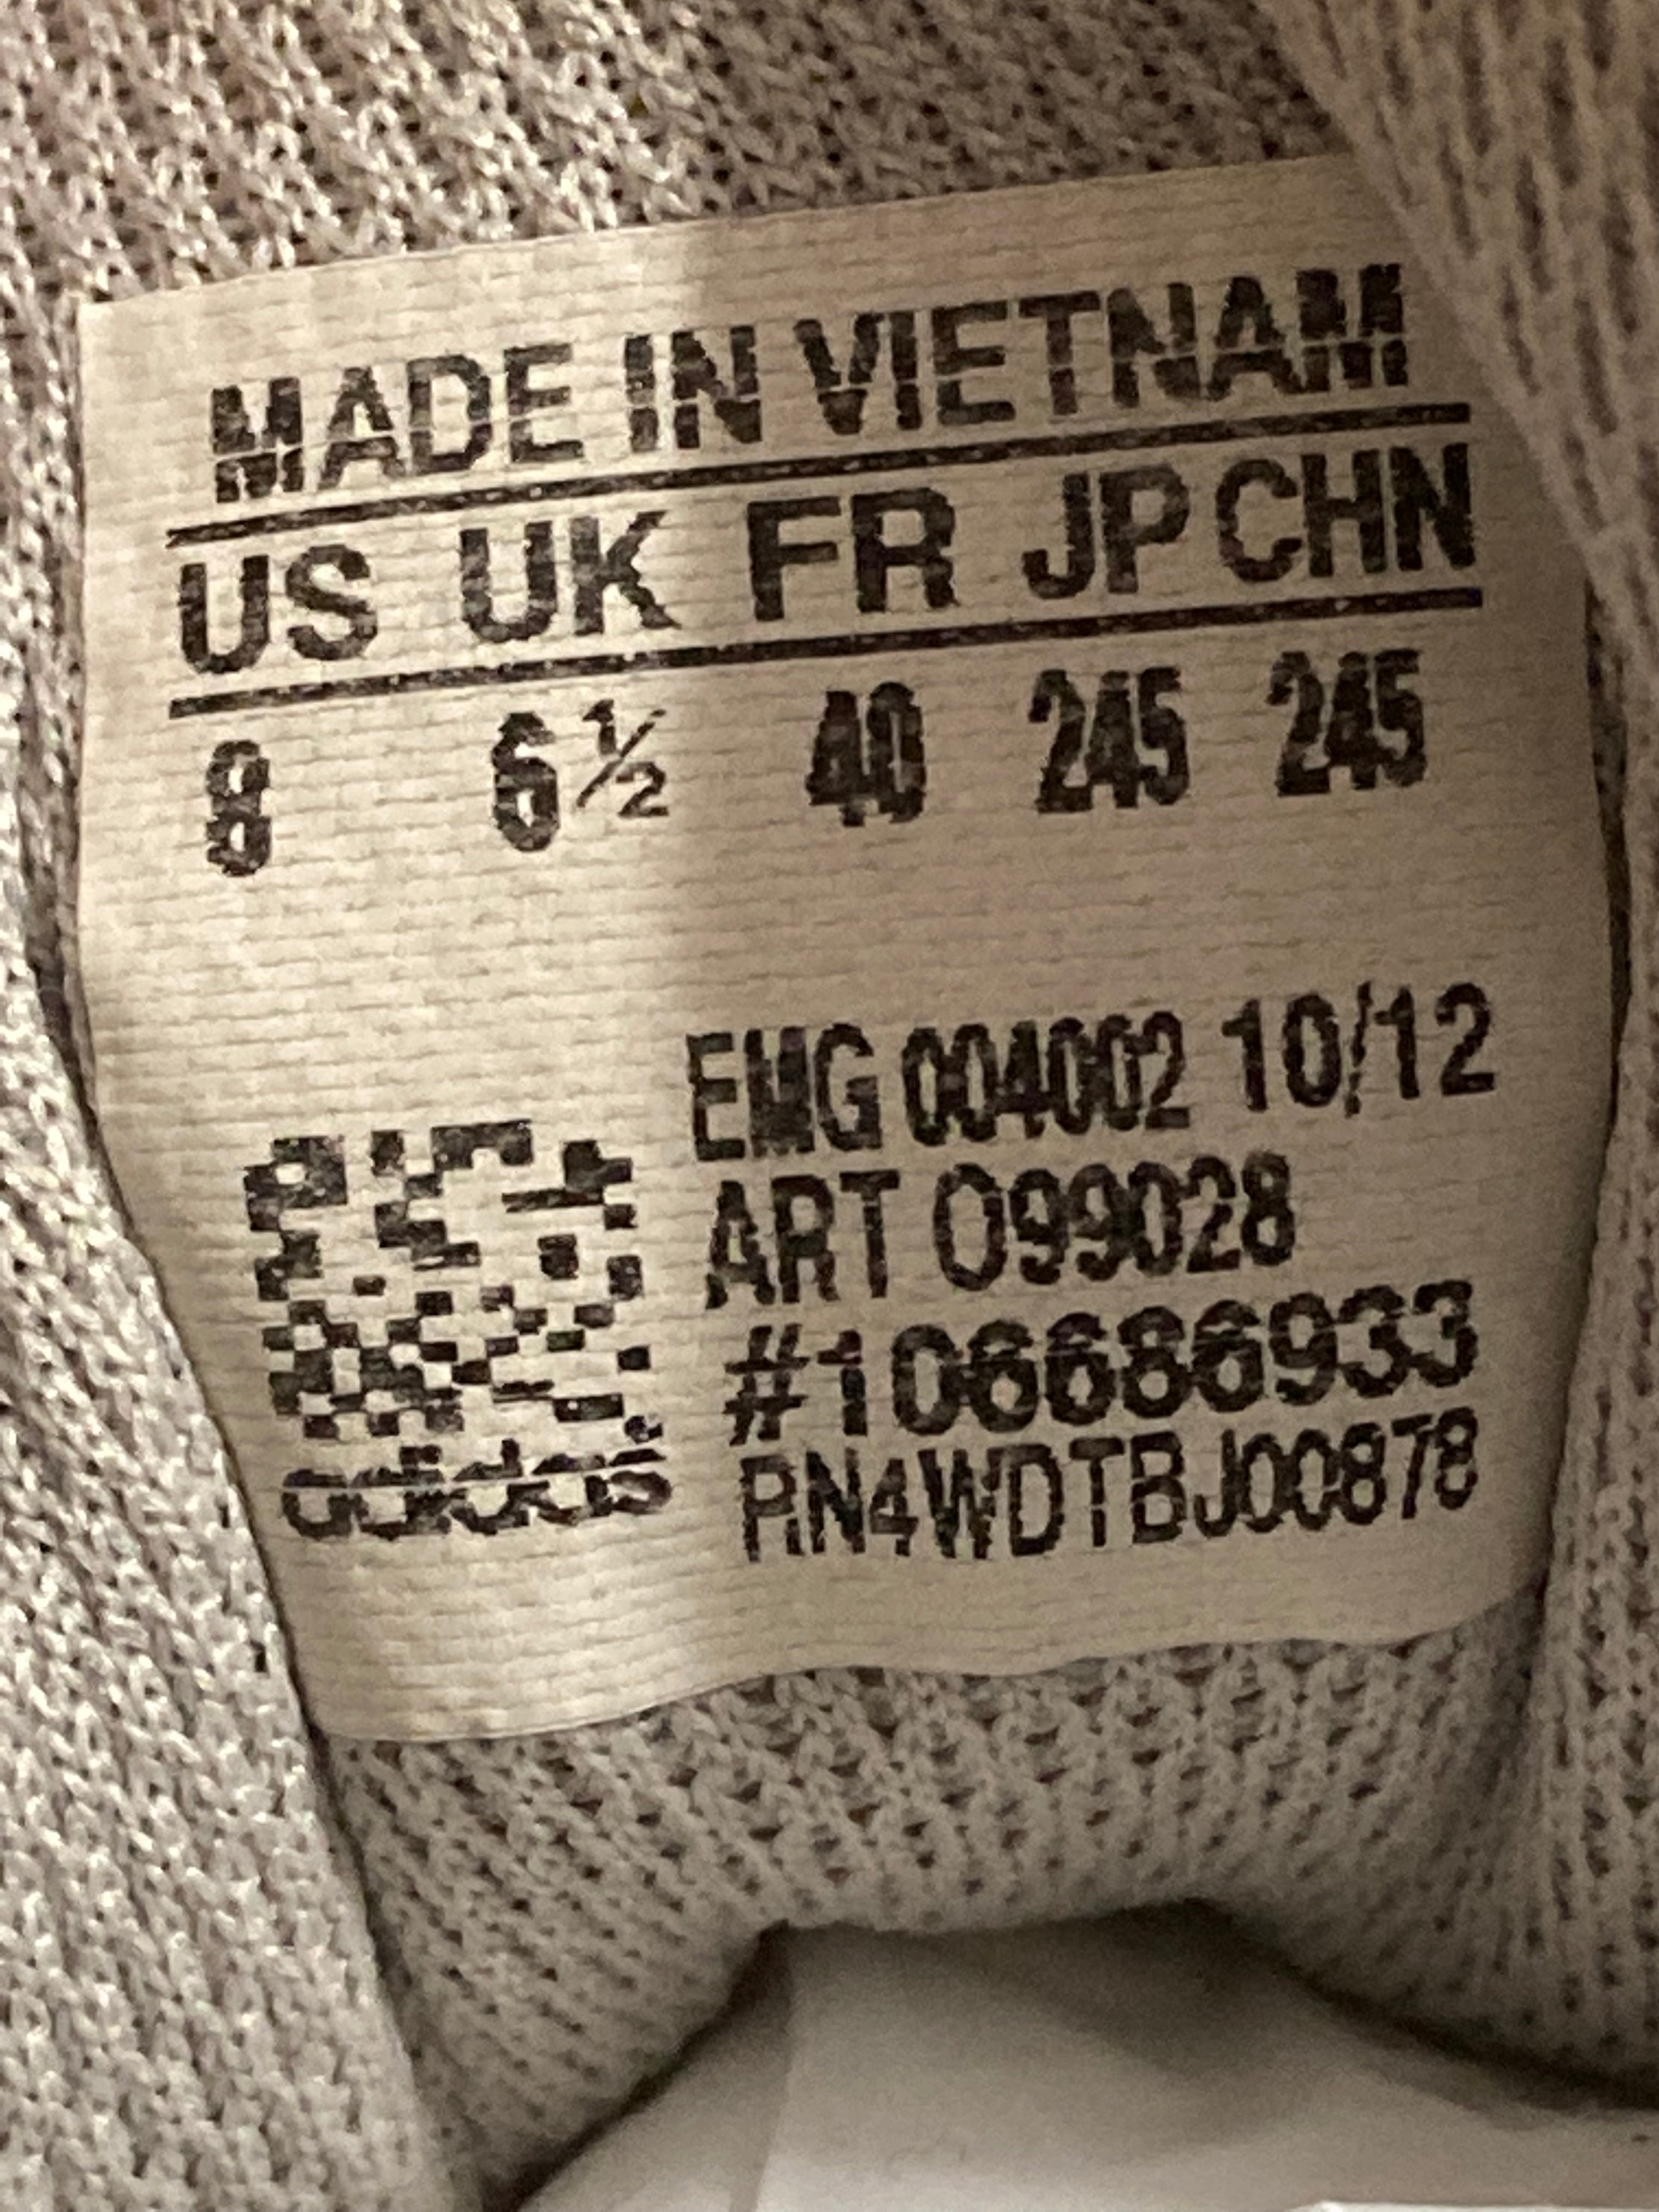 MADE IN VIETNAM
US UK FR JP CHN
8 6½ 40 245 245
EMG 004002 10/12
ART O99028
#106686933
RN4WDTBJ00878
adidas